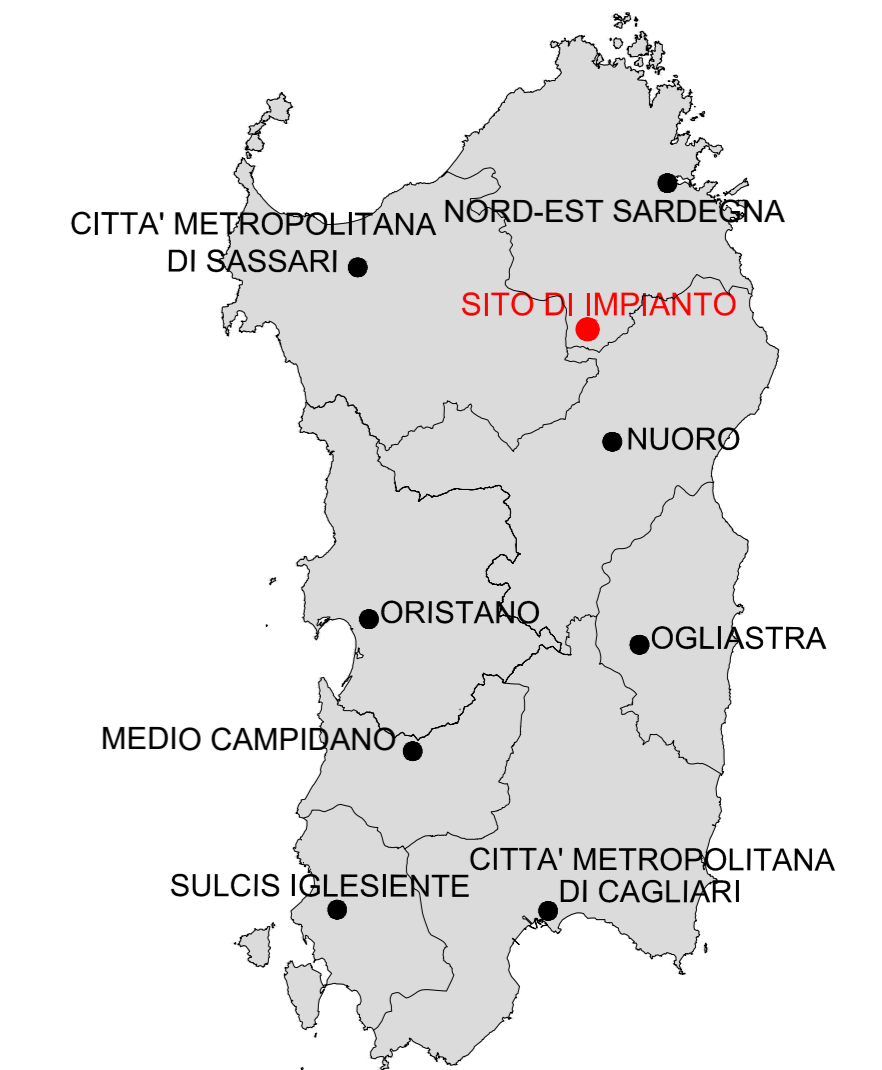 CITTA' METROPOLITANA
DI SASSARI
NORD-EST SARDEGNA
SITO DI IMPIANTO
NUORO
ORISTANO
OGLIASTRA
MEDIO CAMPIDANO
CITTA' METROPOLITANA
DI CAGLIARI
SULCIS IGLESIENTE